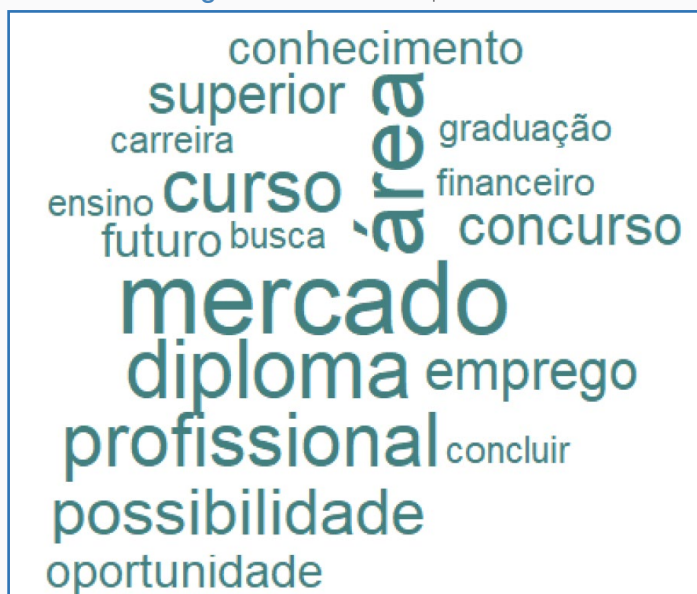 conhecimento
superior
área
graduação
carreira
curso
financeiro
ensino
concurso
futuro
busca
mercado
diploma
emprego
profissional
concluir
possibilidade
oportunidade